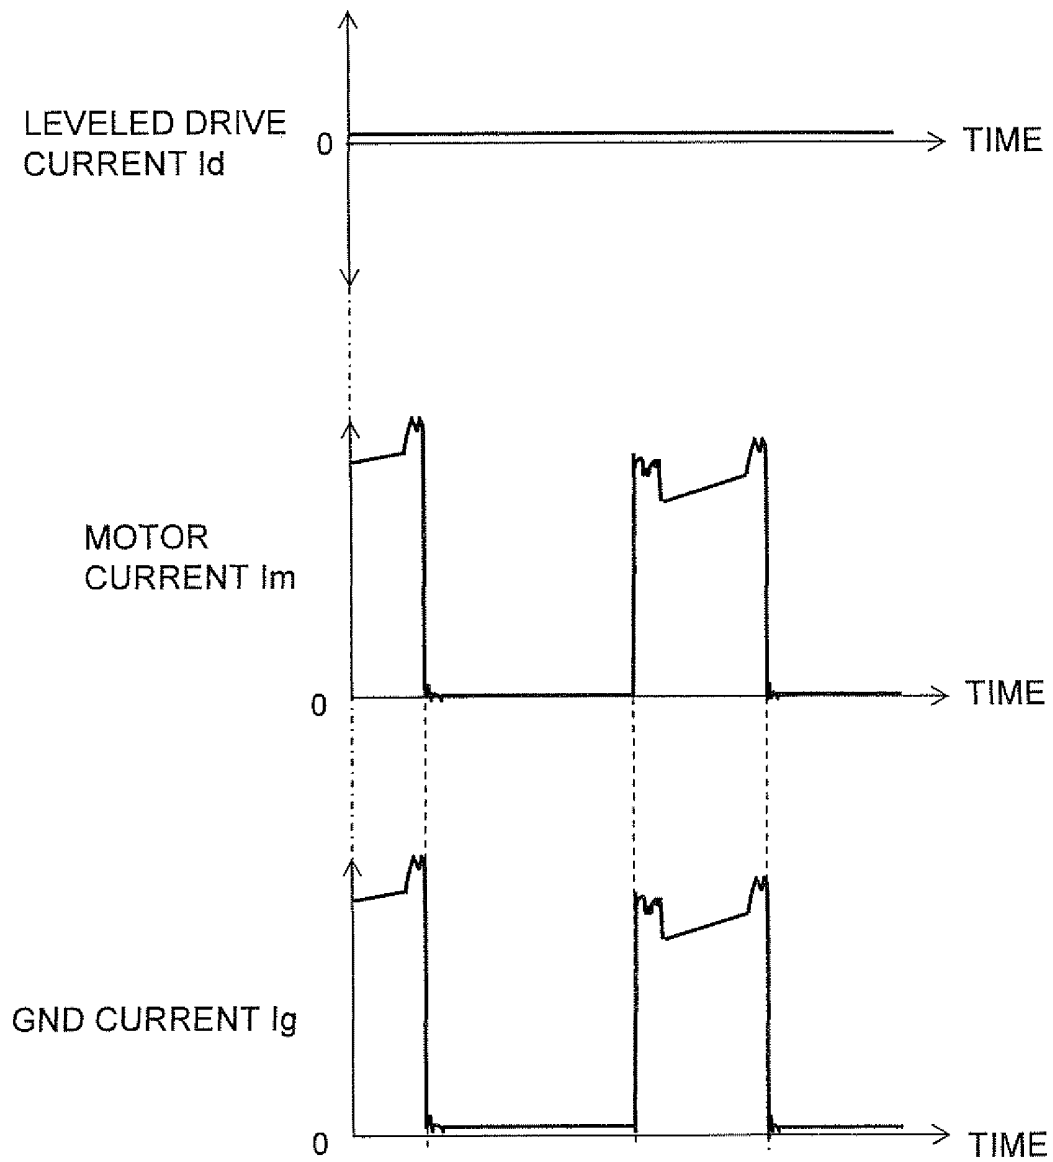 LEVELED DRIVE
CURRENT Id
0
TIME
MOTOR
CURRENT Im
0
TIME
GND CURRENT Ig
0
TIME